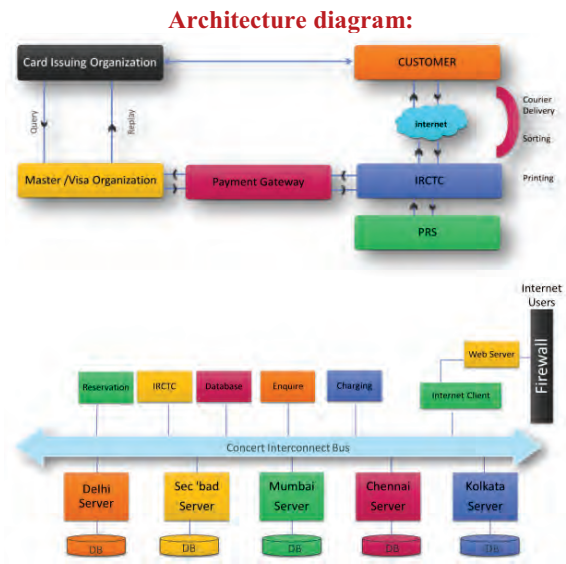 Architecture diagram:
Card Issuing Organization
CUSTOMER
Query
Replay
internet
Courier
Delivery
Sorting
Master /Visa Organization
Payment Gateway
IRCTC
Printing
PRS
Internet
Users
Firewall
Web Server
Reservation
IRCTC
Database
Enquire
Charging
Internet Client
Concert Interconnect Bus
Delhi
Server
Sec 'bad
Server
Mumbai
Server
Chennai
Server
Kolkata
Server
DB
DB
DB
DB
DB